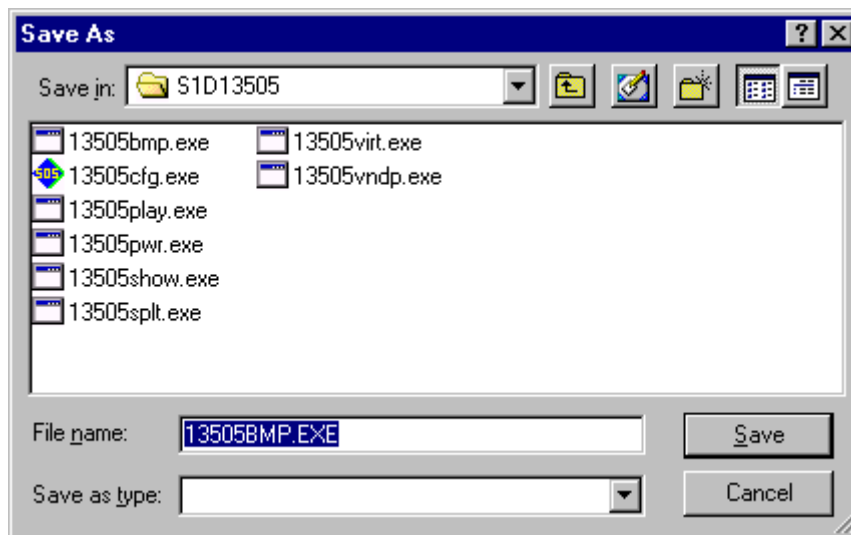 Save As
Save in: S1D13505
13505bmp.exe
13505cfg.exe
13505play.exe
13505pwr.exe
13505show.exe
13505splt.exe
13505virt.exe
13505vndp.exe
File name: 13505BMP.EXE
Save
Save as type:
Cancel